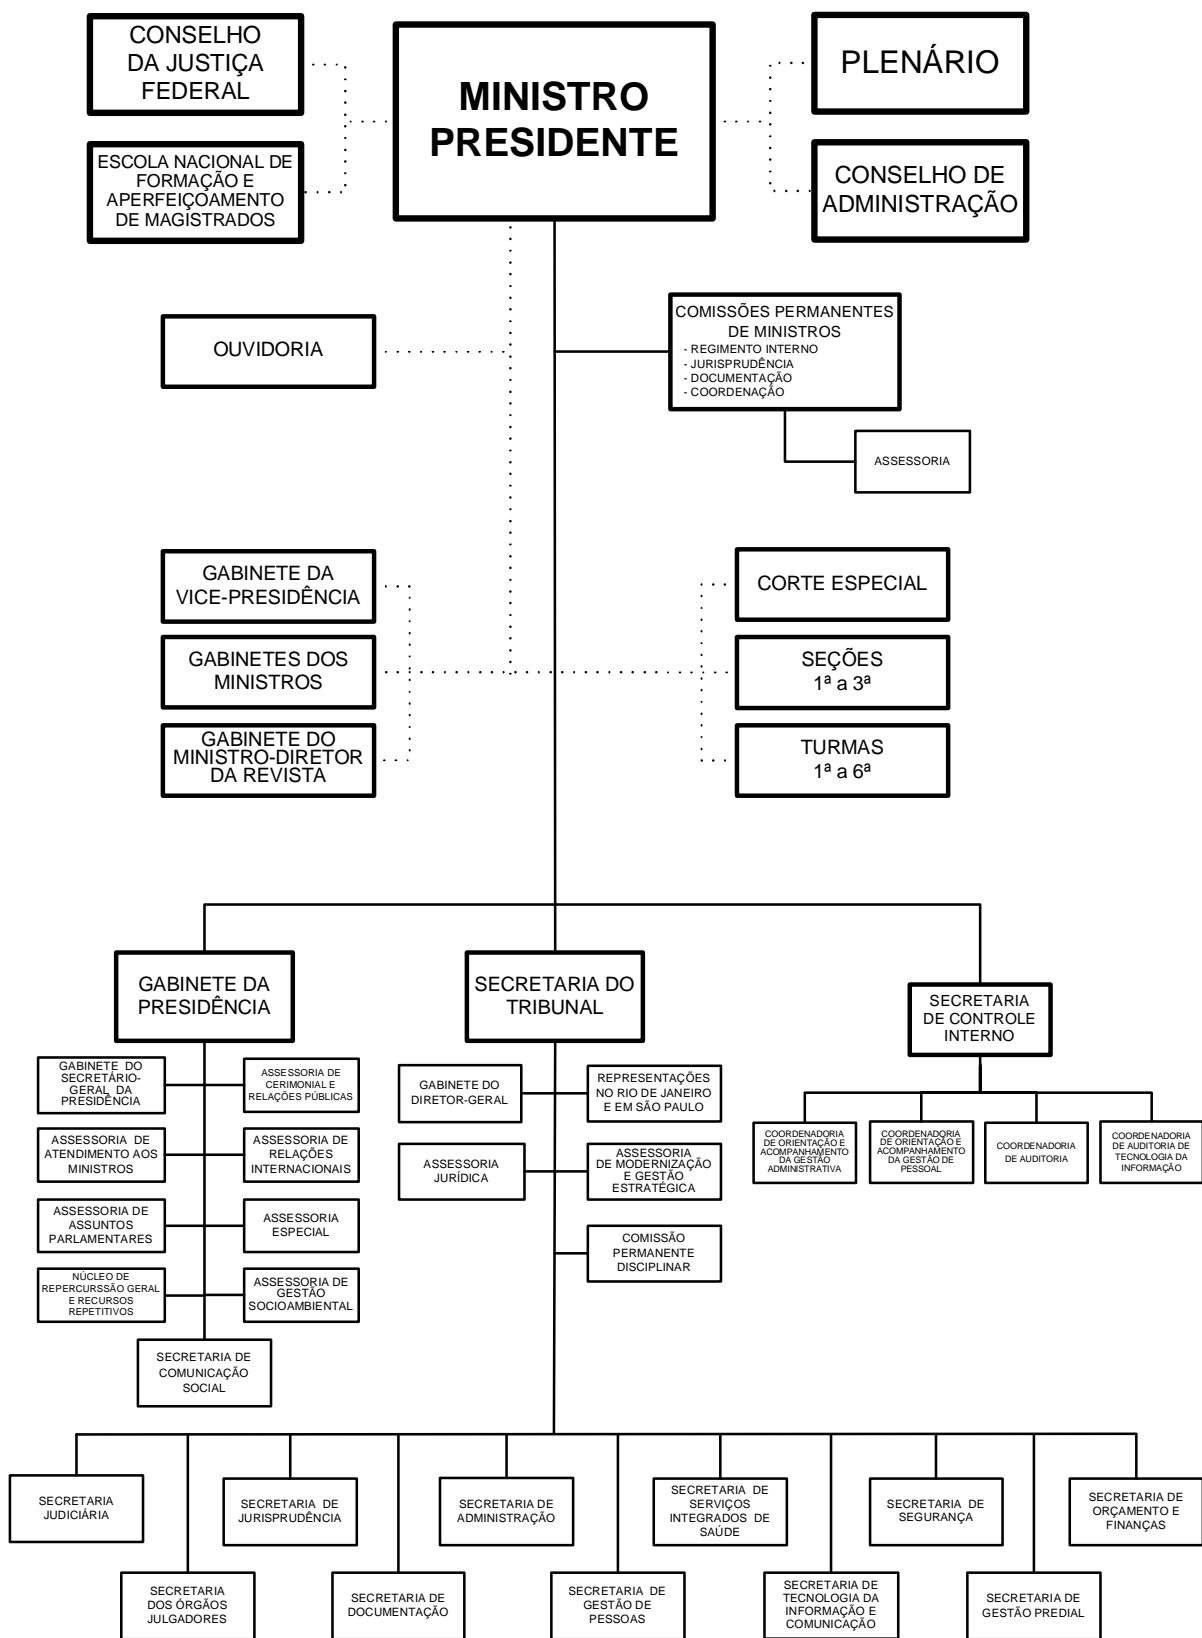 CONSELHO
DA JUSTIÇA
FEDERAL
MINISTRO
PRESIDENTE
PLENÁRIO
ESCOLA NACIONAL DE
FORMAÇÃO E
APERFEIÇOAMENTO
DE MAGISTRADOS
CONSELHO DE
ADMINISTRAÇÃO
OUVIDORIA
COMISSÕES PERMANENTES
DE MINISTROS
- REGIMENTO INTERNO
- JURISPRUDÊNCIA
- DOCUMENTAÇÃO
- COORDENAÇÃO
ASSESSORIA
GABINETE DA
VICE-PRESIDÊNCIA
CORTE ESPECIAL
GABINETES DOS
MINISTROS
SEÇÕES
1ª a 3ª
GABINETE DO
MINISTRO-DIRETOR
DA REVISTA
TURMAS
1ª a 6ª
GABINETE DA
PRESIDÊNCIA
SECRETARIA DO
TRIBUNAL
SECRETARIA
DE CONTROLE
INTERNO
GABINETE DO
SECRETÁRIO-
GERAL DA
PRESIDÊNCIA
ASSESSORIA DE
CERIMONIAL E
RELAÇÕES PÚBLICAS
GABINETE DO
DIRETOR-GERAL
REPRESENTAÇÕES
NO RIO DE JANEIRO
E EM SÃO PAULO
ASSESSORIA DE
ATENDIMENTO AOS
MINISTROS
ASSESSORIA DE
RELAÇÕES
INTERNACIONAIS
ASSESSORIA
JURÍDICA
ASSESSORIA
DE MODERNIZAÇÃO
E GESTÃO
ESTRATÉGICA
COORDENADORIA
DE ORIENTAÇÃO E
ACOMPANHAMENTO
DA GESTÃO
ADMINISTRATIVA
COORDENADORIA
DE ORIENTAÇÃO E
ACOMPANHAMENTO
DA GESTÃO DE
PESSOAL
COORDENADORIA
DE AUDITORIA
COORDENADORIA
DE AUDITORIA DE
TECNOLOGIA DA
INFORMAÇÃO
ASSESSORIA DE
ASSUNTOS
PARLAMENTARES
ASSESSORIA
ESPECIAL
COMISSÃO
PERMANENTE
DISCIPLINAR
NÚCLEO DE
REPERCURSSÃO GERAL
E RECURSOS
REPETITIVOS
ASSESSORIA DE
GESTÃO
SOCIOAMBIENTAL
SECRETARIA DE
COMUNICAÇÃO
SOCIAL
SECRETARIA
JUDICIÁRIA
SECRETARIA DE
JURISPRUDÊNCIA
SECRETARIA DE
ADMINISTRAÇÃO
SECRETARIA DE
SERVIÇOS
INTEGRADOS DE
SAÚDE
SECRETARIA DE
SEGURANÇA
SECRETARIA DE
ORÇAMENTO E
FINANÇAS
SECRETARIA
DOS ÓRGÃOS
JULGADORES
SECRETARIA DE
DOCUMENTAÇÃO
SECRETARIA DE
GESTÃO DE
PESSOAS
SECRETARIA DE
TECNOLOGIA DA
INFORMAÇÃO E
COMUNICAÇÃO
SECRETARIA DE
GESTÃO PREDIAL